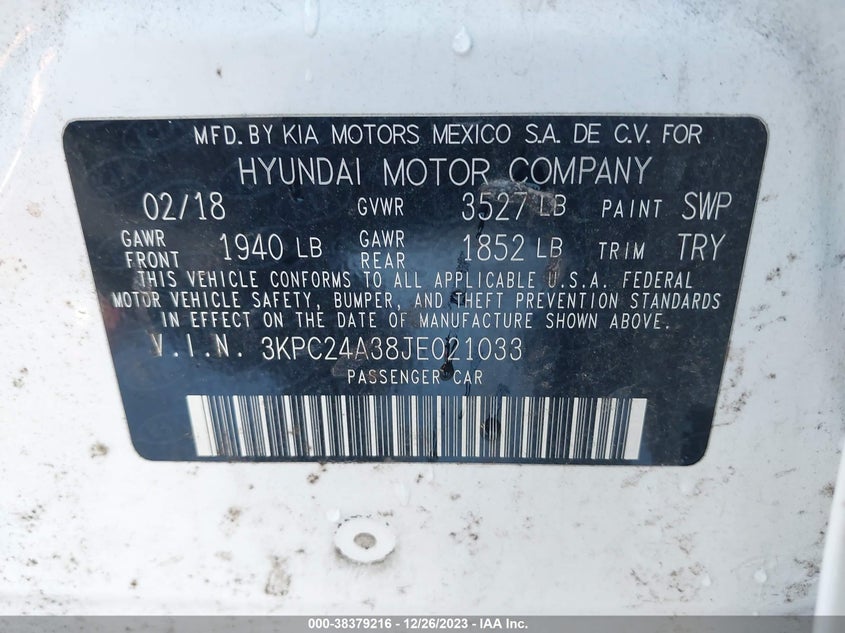 MFD. BY KIA MOTORS MEXICO S.A. DE C.V. FOR
HYUNDAI MOTOR COMPANY
02/18 GVWR 3527 LB PAINT SWP
GAWR FRONT 1940 LB GAWR REAR 1852 LB TRIM TRY
THIS VEHICLE CONFORMS TO ALL APPLICABLE U.S.A. FEDERAL
MOTOR VEHICLE SAFETY, BUMPER, AND THEFT PREVENTION STANDARDS
IN EFFECT ON THE DATE OF MANUFACTURE SHOWN ABOVE.
V.I.N. 3KPC24A38JE021033
PASSENGER CAR
000-38379216 - 12/26/2023 - IAA Inc.